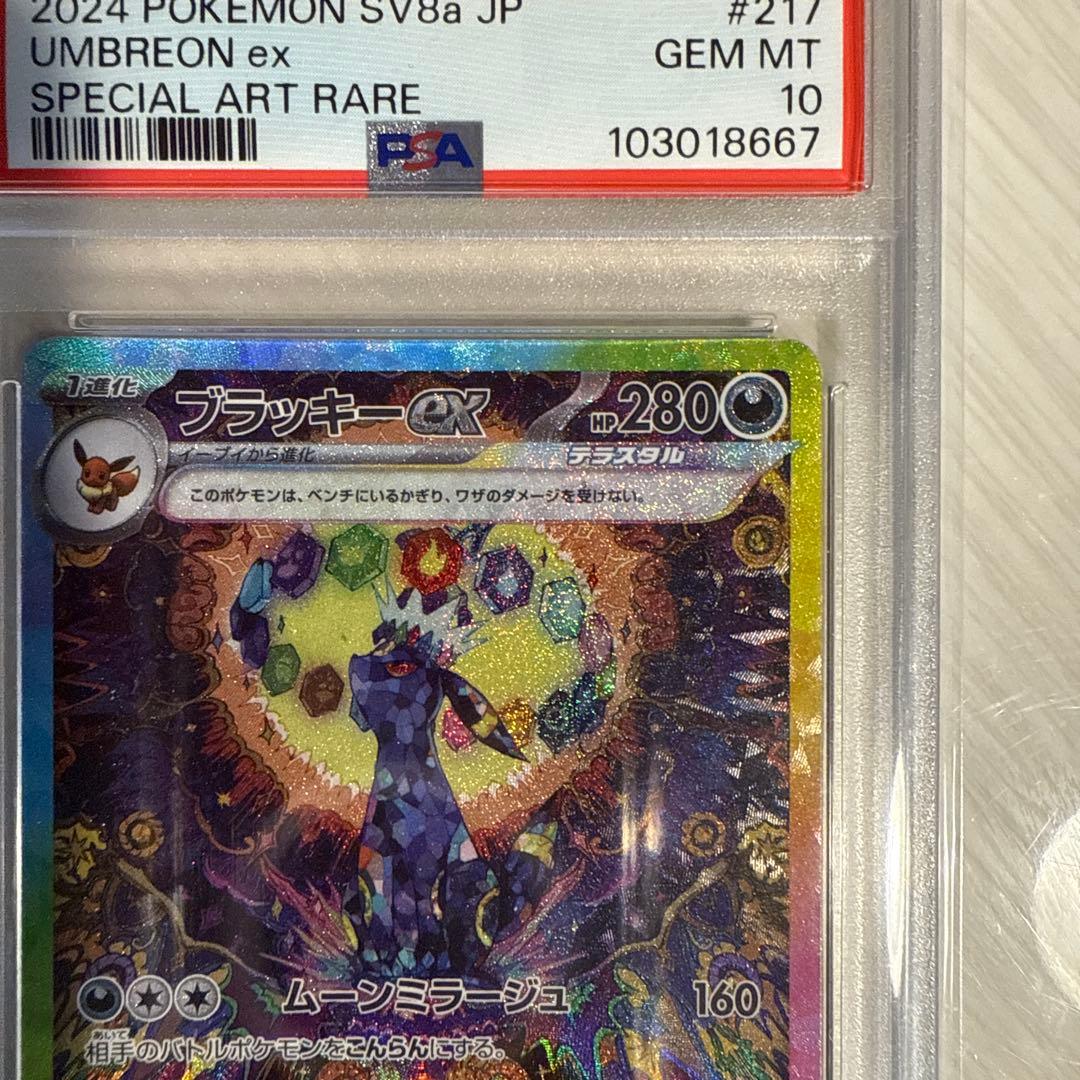 2024 POKEMON SV8a JP #217
UMBREON ex GEM MT
SPECIAL ART RARE 10
PSA 103018667
1進化 ブラッキーex HP280
イーブイから進化 テラスタル
このポケモンは、ベンチにいるかぎり、ワザのダメージを受けない。
ムーンミラージュ 160
あいて
相手のバトルポケモンをこんらんにする。